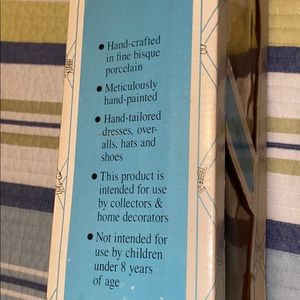 • Hand-crafted
in fine bisque
porcelain
• Meticulously
hand-painted
• Hand-tailored
dresses, over-
alls, hats and
shoes
• This product is
intended for use
by collectors &
home decorators
• Not intended for
use by children
under 8 years
of age